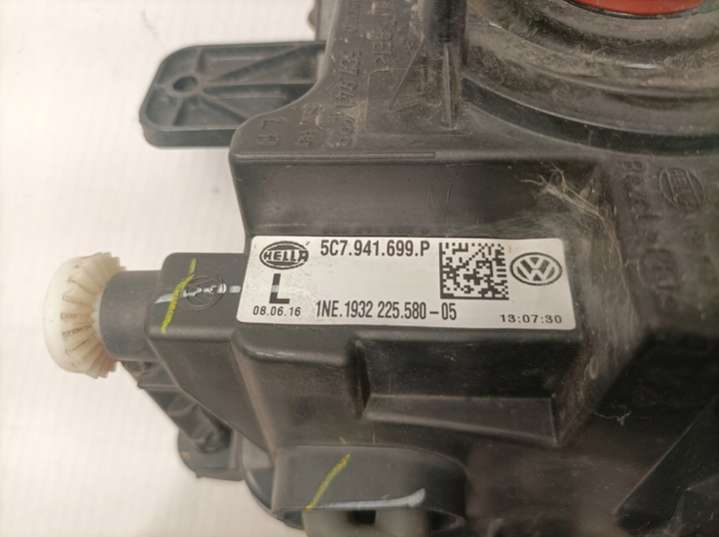 HELLA
5C7.941.699.P
L
08.06.16
1NE.1932 225.580-05
13:07:30